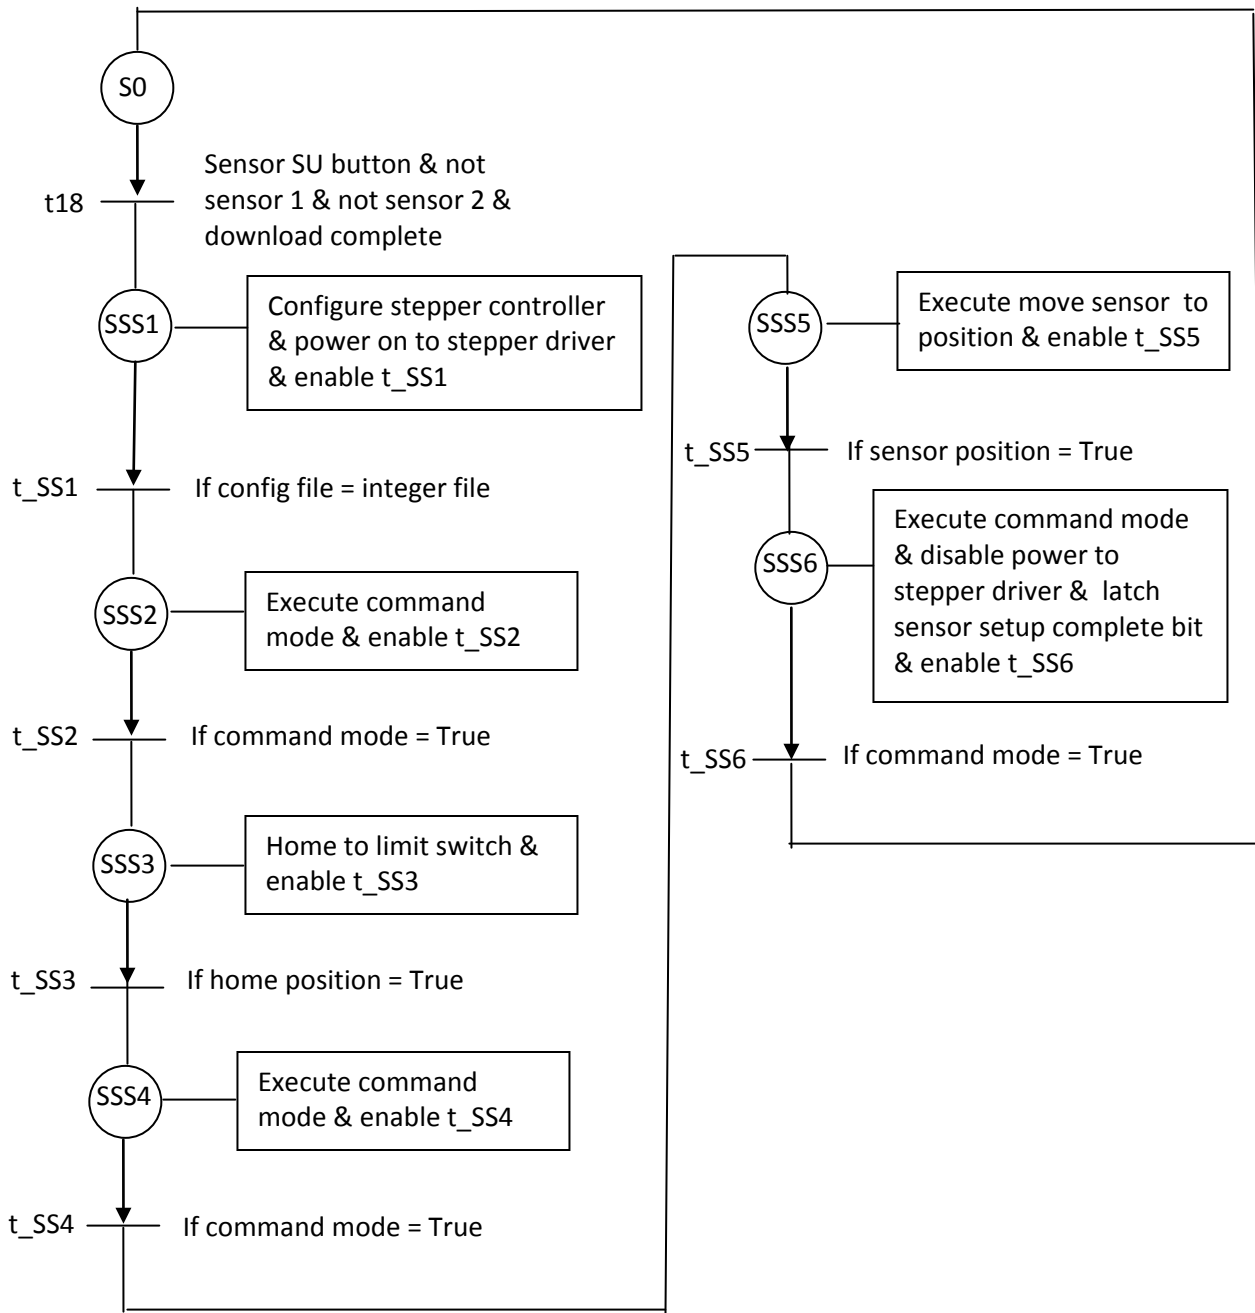 S0
Sensor SU button & not
sensor 1 & not sensor 2 &
download complete
t18
SSS1
Configure stepper controller
& power on to stepper driver
& enable t_SS1
t_SS1
If config file = integer file
SSS2
Execute command
mode & enable t_SS2
t_SS2
If command mode = True
SSS3
Home to limit switch &
enable t_SS3
t_SS3
If home position = True
SSS4
Execute command
mode & enable t_SS4
t_SS4
If command mode = True
SSS5
Execute move sensor to
position & enable t_SS5
t_SS5
If sensor position = True
SSS6
Execute command mode
& disable power to
stepper driver & latch
sensor setup complete bit
& enable t_SS6
t_SS6
If command mode = True